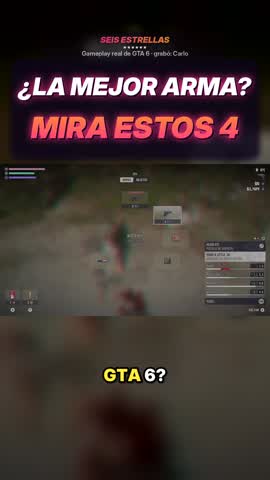 SEIS ESTRELLAS
★★★★★★
Gameplay real de GTA 6 · grabó: Carlo
¿LA MEJOR ARMA?
MIRA ESTOS 4
GTA 6?